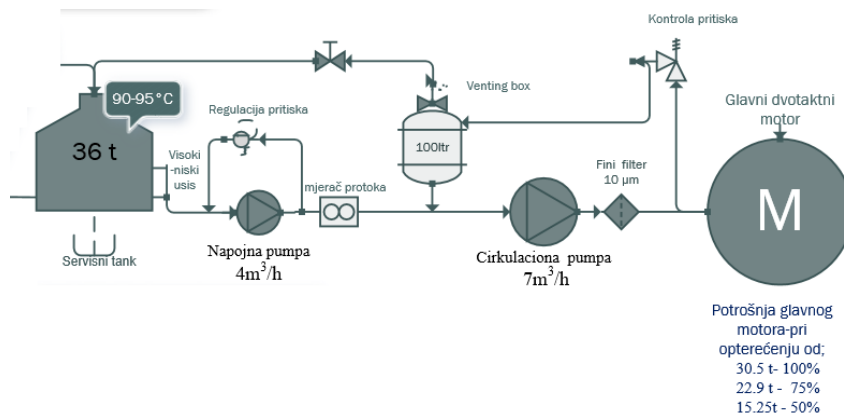 Kontrola pritiska
90-95°C
Venting box
Glavni dvotaktni
motor
Regulacija pritiska
36 t
100ltr
Visoki
-niski
usis
Fini filter
10 µm
mjerač protoka
M
Servisni tank
Napojna pumpa
4m³/h
Cirkulaciona pumpa
7m³/h
Potrošnja glavnog
motora-pri
opterećenju od;
30.5 t- 100%
22.9 t - 75%
15.25t - 50%